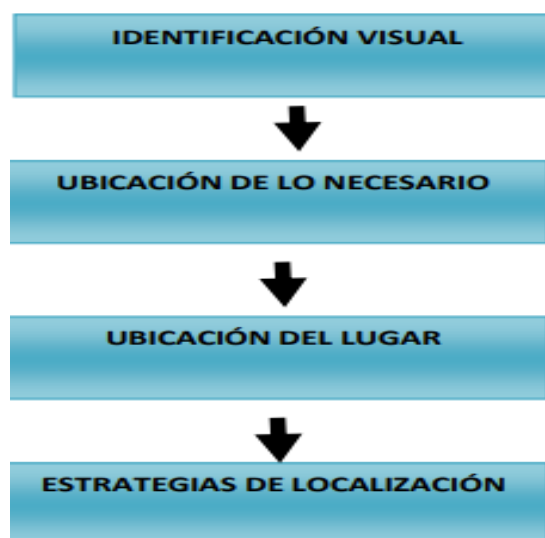 IDENTIFICACIÓN VISUAL
UBICACIÓN DE LO NECESARIO
UBICACIÓN DEL LUGAR
ESTRATEGIAS DE LOCALIZACIÓN